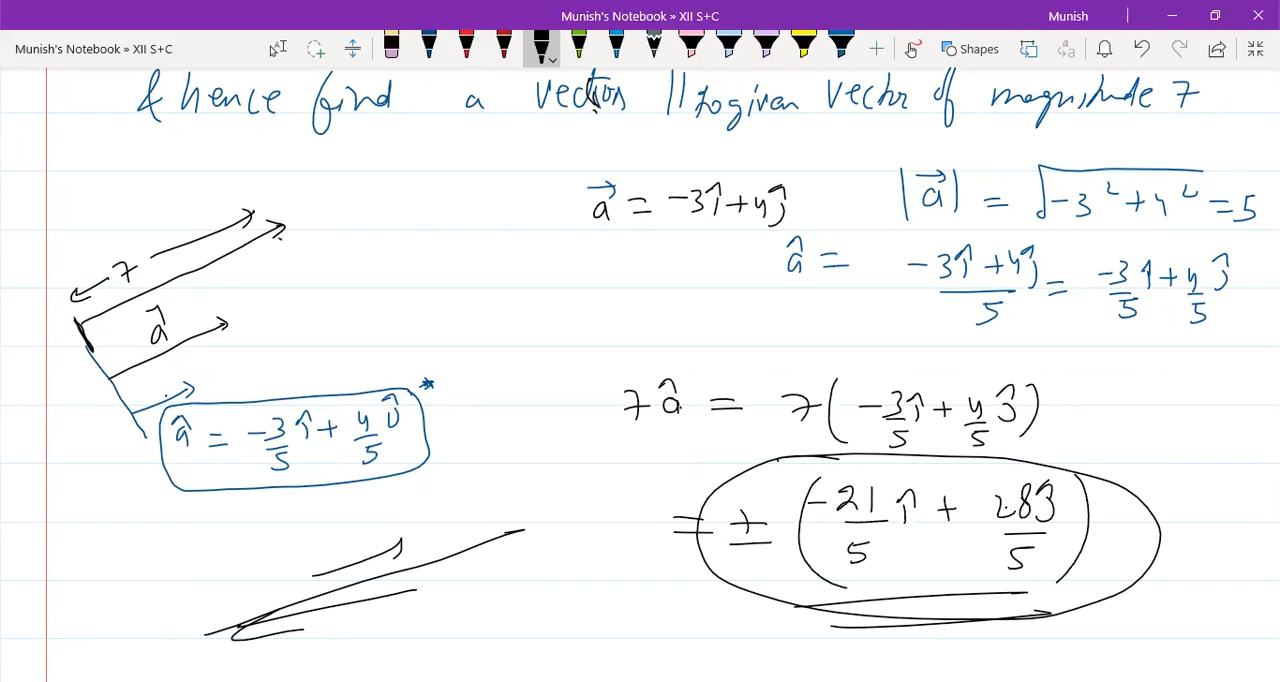 Munish's Notebook » XII S+C
Munish
Munish's Notebook » XII S+C
Shapes
& hence find a vector || to given vector of magnitude 7
a⃗ = -3î+4ĵ
|a⃗| = √-3²+4² = 5
â = -3î+4ĵ/5 = -3/5 î + 4/5 ĵ
7
â
â = -3/5 î + 4/5 ĵ *
7â = 7(-3/5 î + 4/5 ĵ)
= ± (-21/5 î + 28ĵ/5)